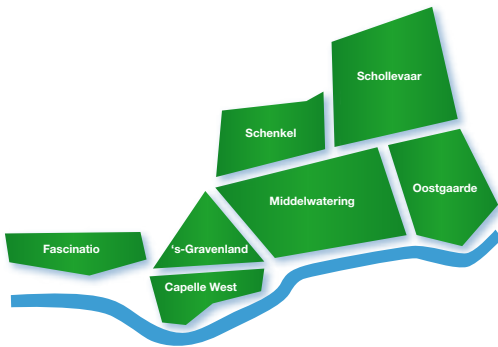 Schollevaar
Schenkel
Oostgaarde
Middelwatering
Fascinatio
's-Gravenland
Capelle West